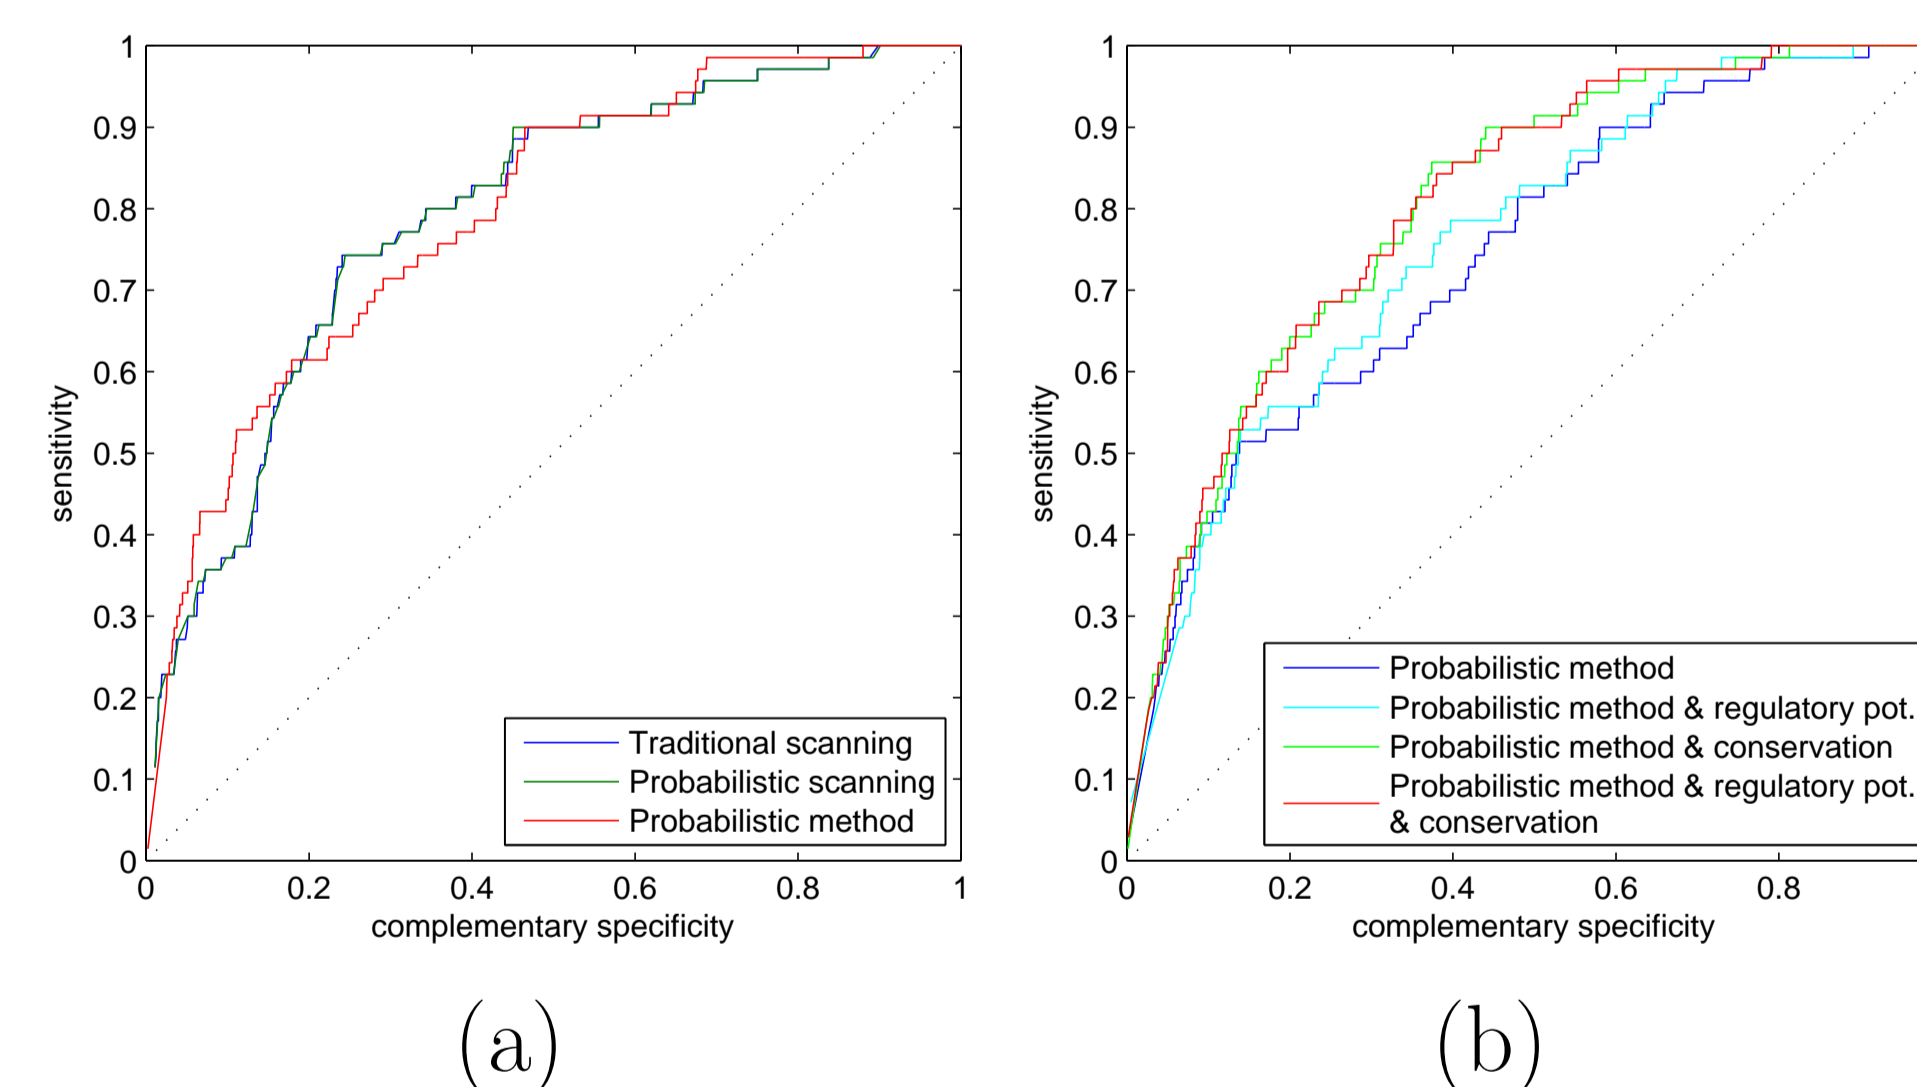 1
0.9
0.8
0.7
0.6
0.5
0.4
0.3
0.2
0.1
0
sensitivity
0 0.2 0.4 0.6 0.8 1
complementary specificity
Traditional scanning
Probabilistic scanning
Probabilistic method
(a)
1
0.9
0.8
0.7
0.6
0.5
0.4
0.3
0.2
0.1
0
sensitivity
0 0.2 0.4 0.6 0.8
complementary specificity
Probabilistic method
Probabilistic method & regulatory pot.
Probabilistic method & conservation
Probabilistic method & regulatory pot.
& conservation
(b)